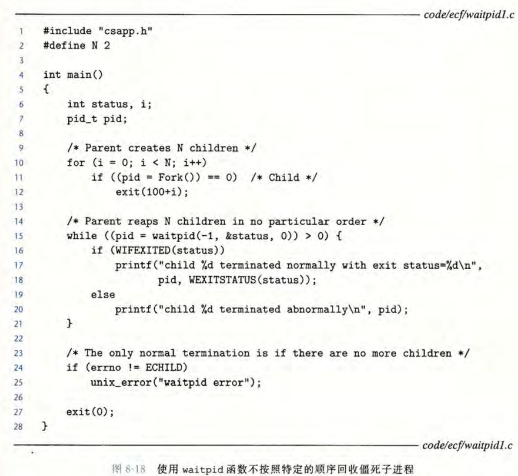 code/ecf/waitpid1.c
1 #include "csapp.h"
2 #define N 2
3
4 int main()
5 {
6     int status, i;
7     pid_t pid;
8
9     /* Parent creates N children */
10     for (i = 0; i < N; i++)
11         if ((pid = Fork()) == 0)  /* Child */
12             exit(100+i);
13
14     /* Parent reaps N children in no particular order */
15     while ((pid = waitpid(-1, &status, 0)) > 0) {
16         if (WIFEXITED(status))
17             printf("child %d terminated normally with exit status=%d\n",
18                    pid, WEXITSTATUS(status));
19         else
20             printf("child %d terminated abnormally\n", pid);
21     }
22
23     /* The only normal termination is if there are no more children */
24     if (errno != ECHILD)
25         unix_error("waitpid error");
26
27     exit(0);
28 }
code/ecf/waitpid1.c
图 8-18 使用 waitpid 函数不按照特定的顺序回收僵死子进程